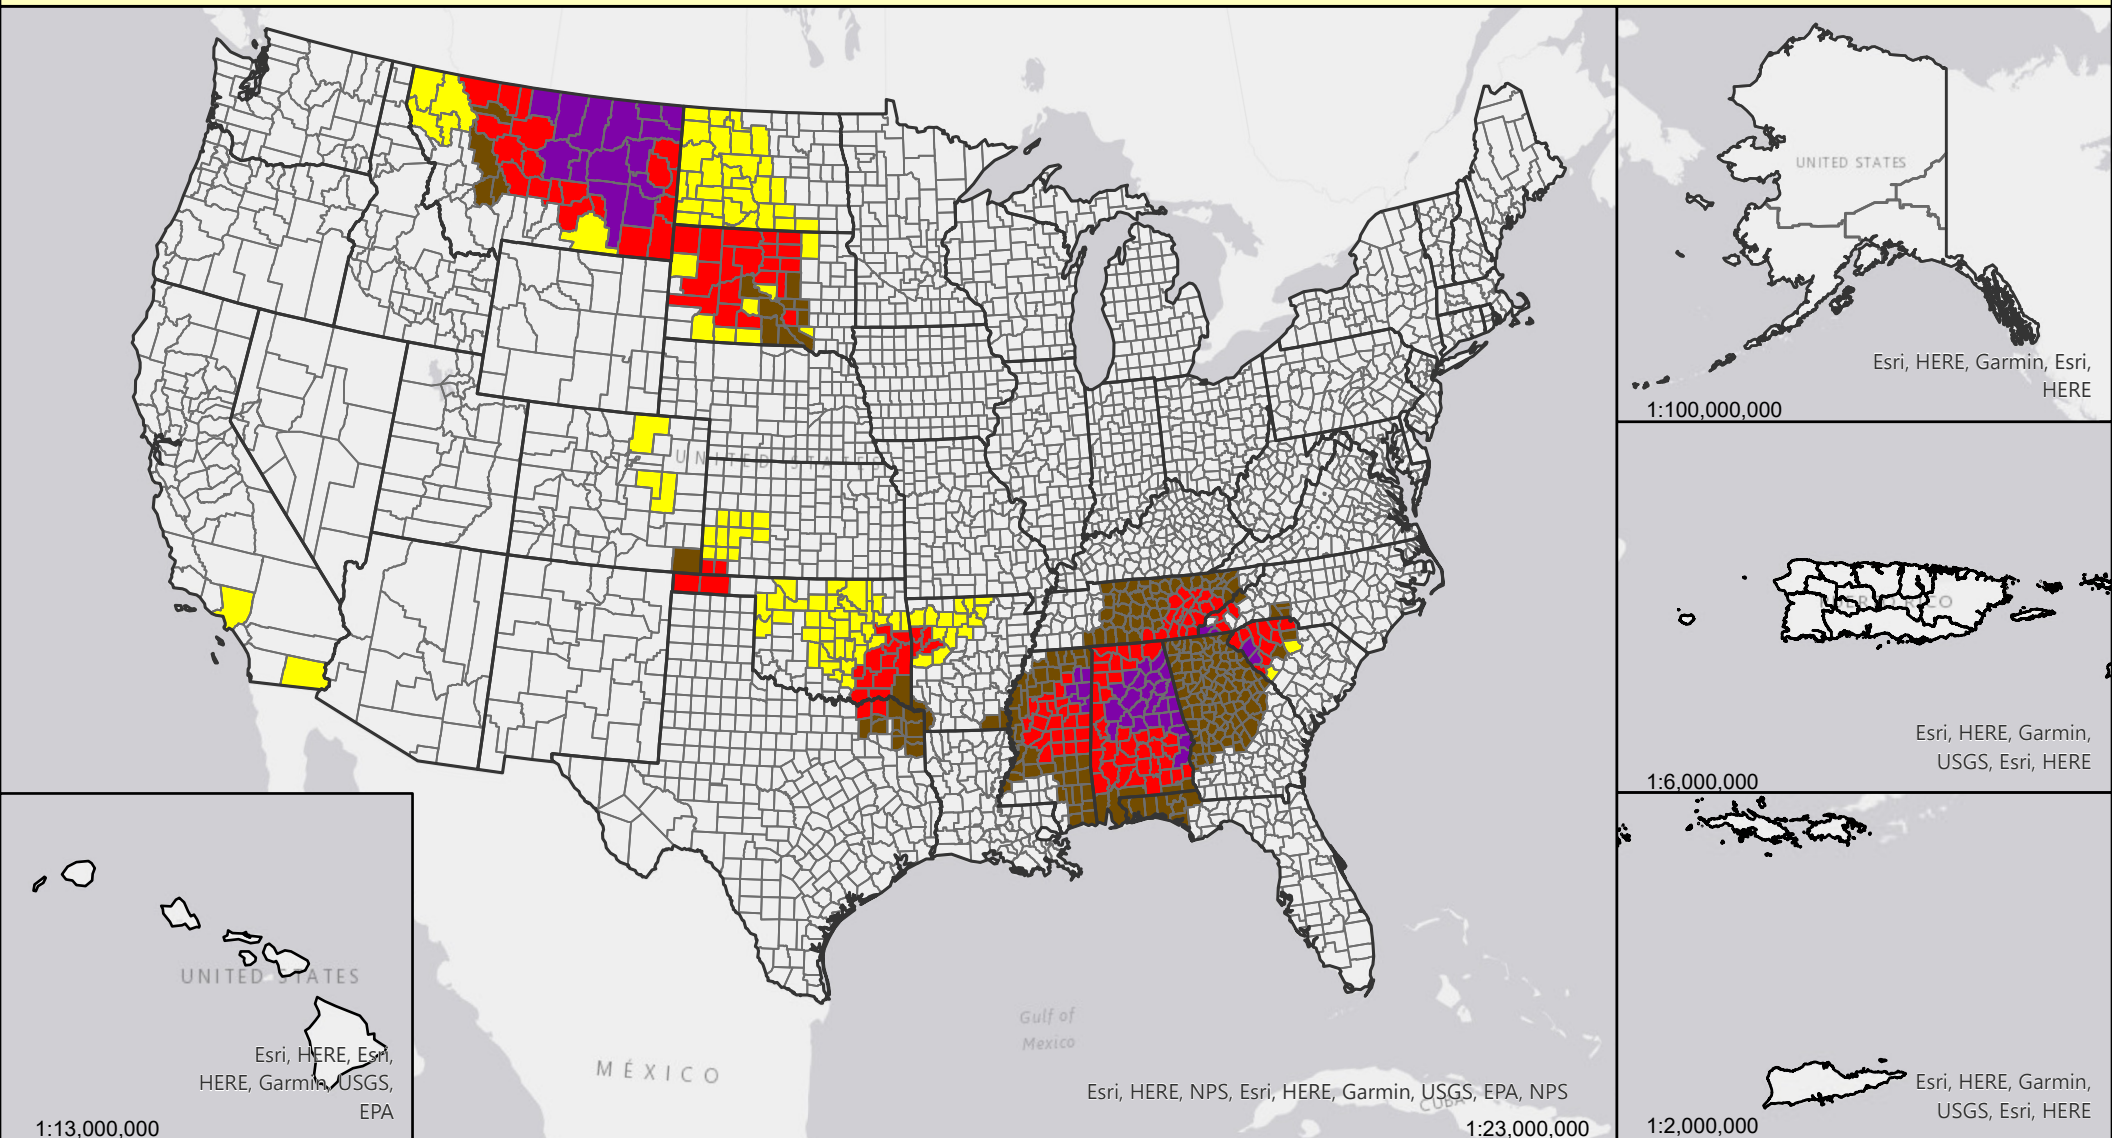 UNITED STATES
Esri, HERE, Garmin, Esri,
HERE
1:100,000,000
UNITED STATES
PUERTO RICO
Esri, HERE, Garmin,
USGS, Esri, HERE
1:6,000,000
UNITED STATES
Esri, HERE, Esri,
HERE, Garmin, USGS,
EPA
1:13,000,000
Gulf of
Mexico
MÉXICO
CUBA
Esri, HERE, NPS, Esri, HERE, Garmin, USGS, EPA, NPS
1:23,000,000
Esri, HERE, Garmin,
USGS, Esri, HERE
1:2,000,000